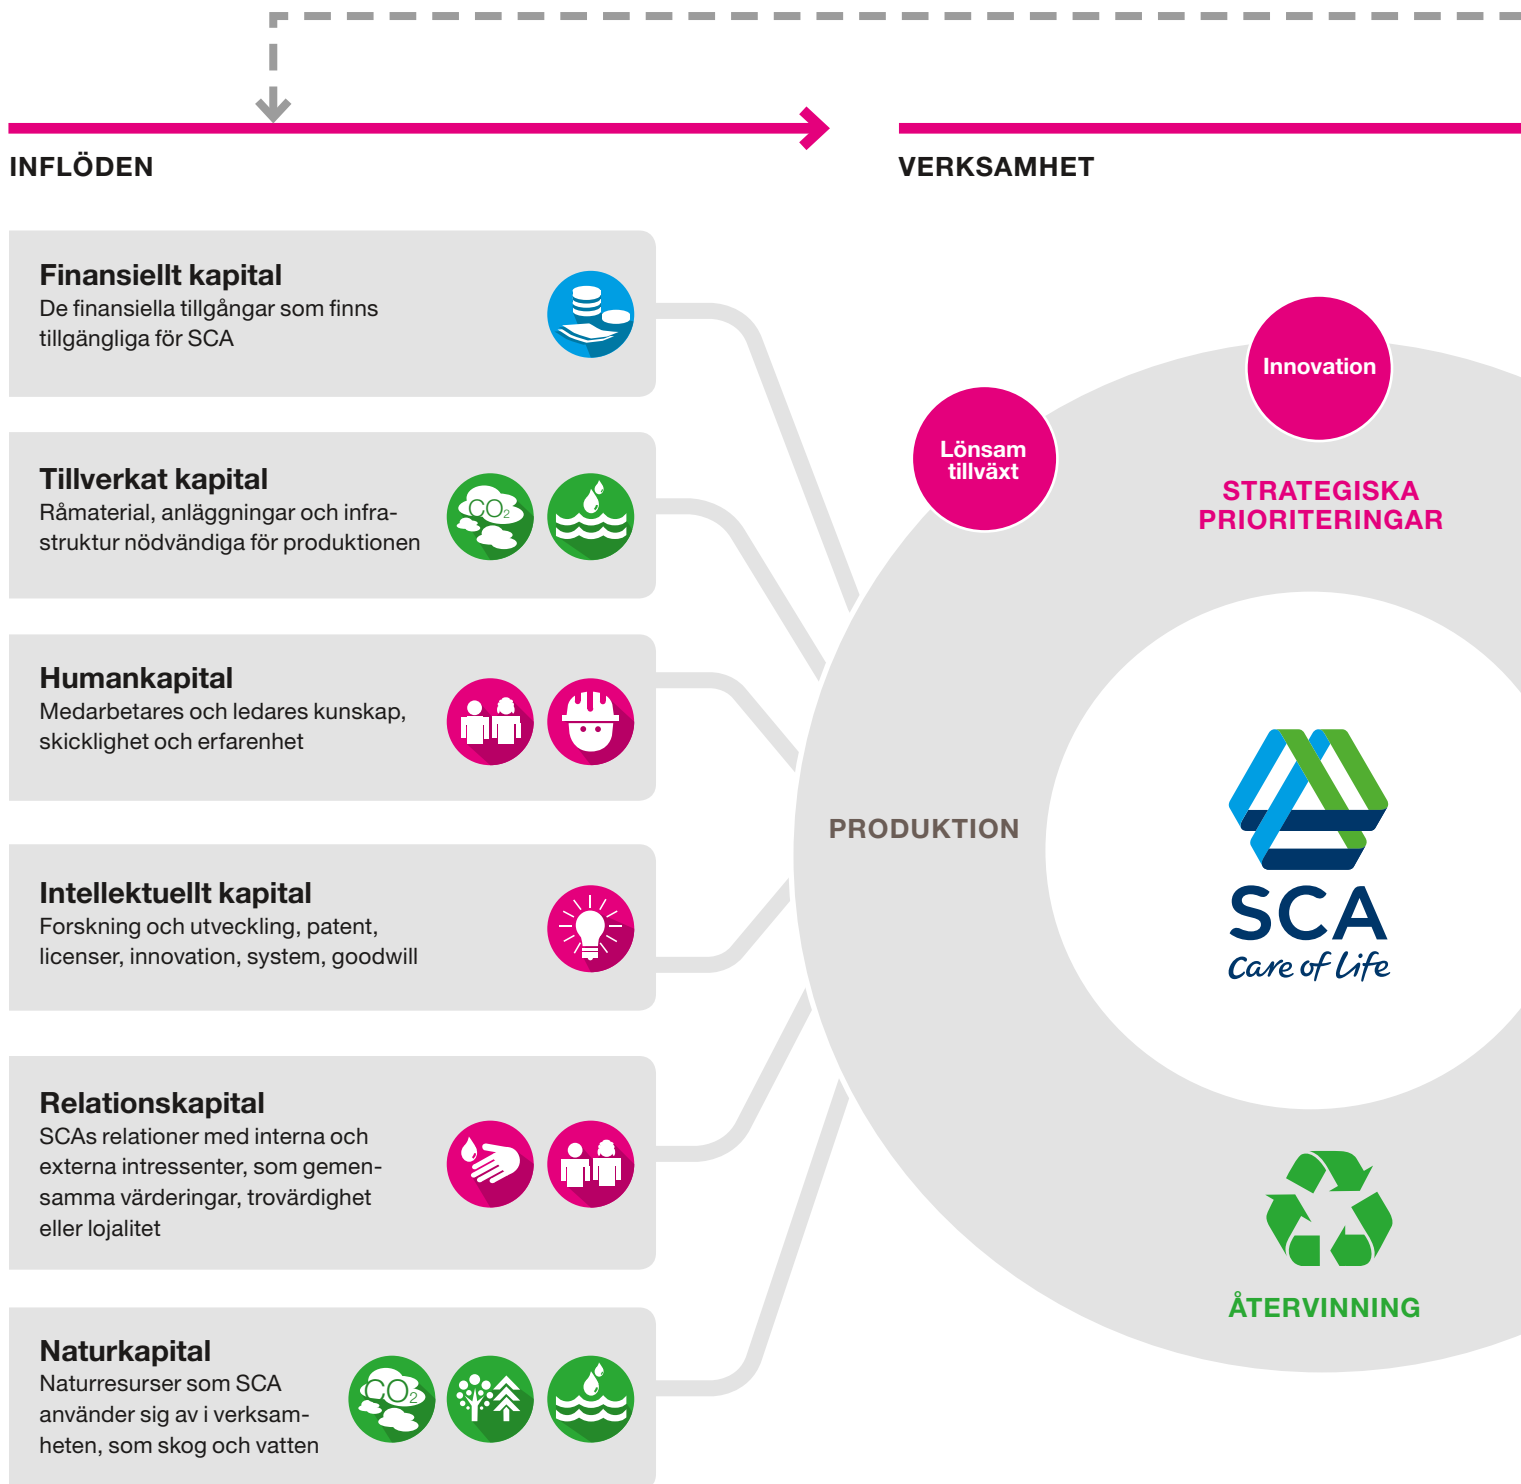 INFLÖDEN
Finansiellt kapital
De finansiella tillgångar som finns
tillgängliga för SCA
Tillverkat kapital
Råmaterial, anläggningar och infra-
struktur nödvändiga för produktionen
CO₂
Humankapital
Medarbetares och ledares kunskap,
skicklighet och erfarenhet
Intellektuellt kapital
Forskning och utveckling, patent,
licenser, innovation, system, goodwill
Relationskapital
SCAs relationer med interna och
externa intressenter, som gemen-
samma värderingar, trovärdighet
eller lojalitet
Naturkapital
Naturresurser som SCA
använder sig av i verksam-
heten, som skog och vatten
CO₂
VERKSAMHET
Innovation
Lönsam
tillväxt
STRATEGISKA
PRIORITERINGAR
PRODUKTION
SCA
Care of Life
ÅTERVINNING